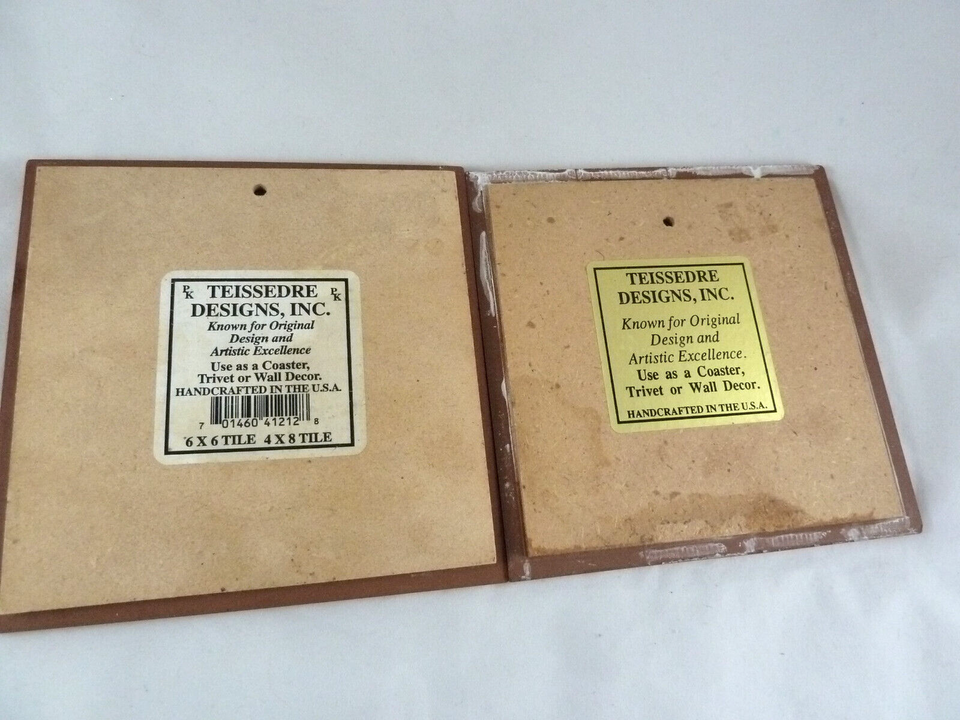 PK TEISSEDRE PK
DESIGNS, INC.
Known for Original
Design and
Artistic Excellence
Use as a Coaster,
Trivet or Wall Decor.
HANDCRAFTED IN THE U.S.A.
7 01460 41212 8
6 X 6 TILE 4 X 8 TILE
TEISSEDRE
DESIGNS, INC.
Known for Original
Design and
Artistic Excellence.
Use as a Coaster,
Trivet or Wall Decor.
HANDCRAFTED IN THE U.S.A.